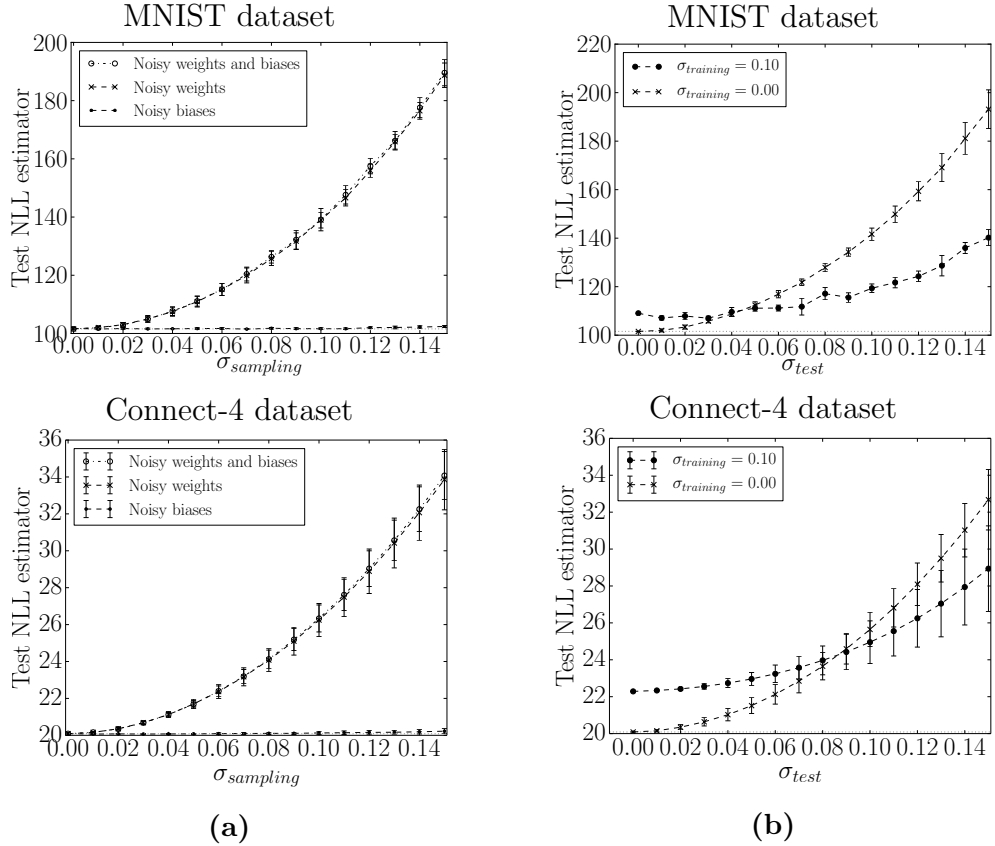 MNIST dataset
200
180
160
140
120
100
Test NLL estimator
Noisy weights and biases
Noisy weights
Noisy biases
0.00 0.02 0.04 0.06 0.08 0.10 0.12 0.14
σsampling
MNIST dataset
220
200
180
160
140
120
100
Test NLL estimator
σtraining = 0.10
σtraining = 0.00
0.00 0.02 0.04 0.06 0.08 0.10 0.12 0.14
σtest
Connect-4 dataset
36
34
32
30
28
26
24
22
20
Test NLL estimator
Noisy weights and biases
Noisy weights
Noisy biases
0.00 0.02 0.04 0.06 0.08 0.10 0.12 0.14
σsampling
Connect-4 dataset
36
34
32
30
28
26
24
22
20
Test NLL estimator
σtraining = 0.10
σtraining = 0.00
0.00 0.02 0.04 0.06 0.08 0.10 0.12 0.14
σtest
(a)
(b)